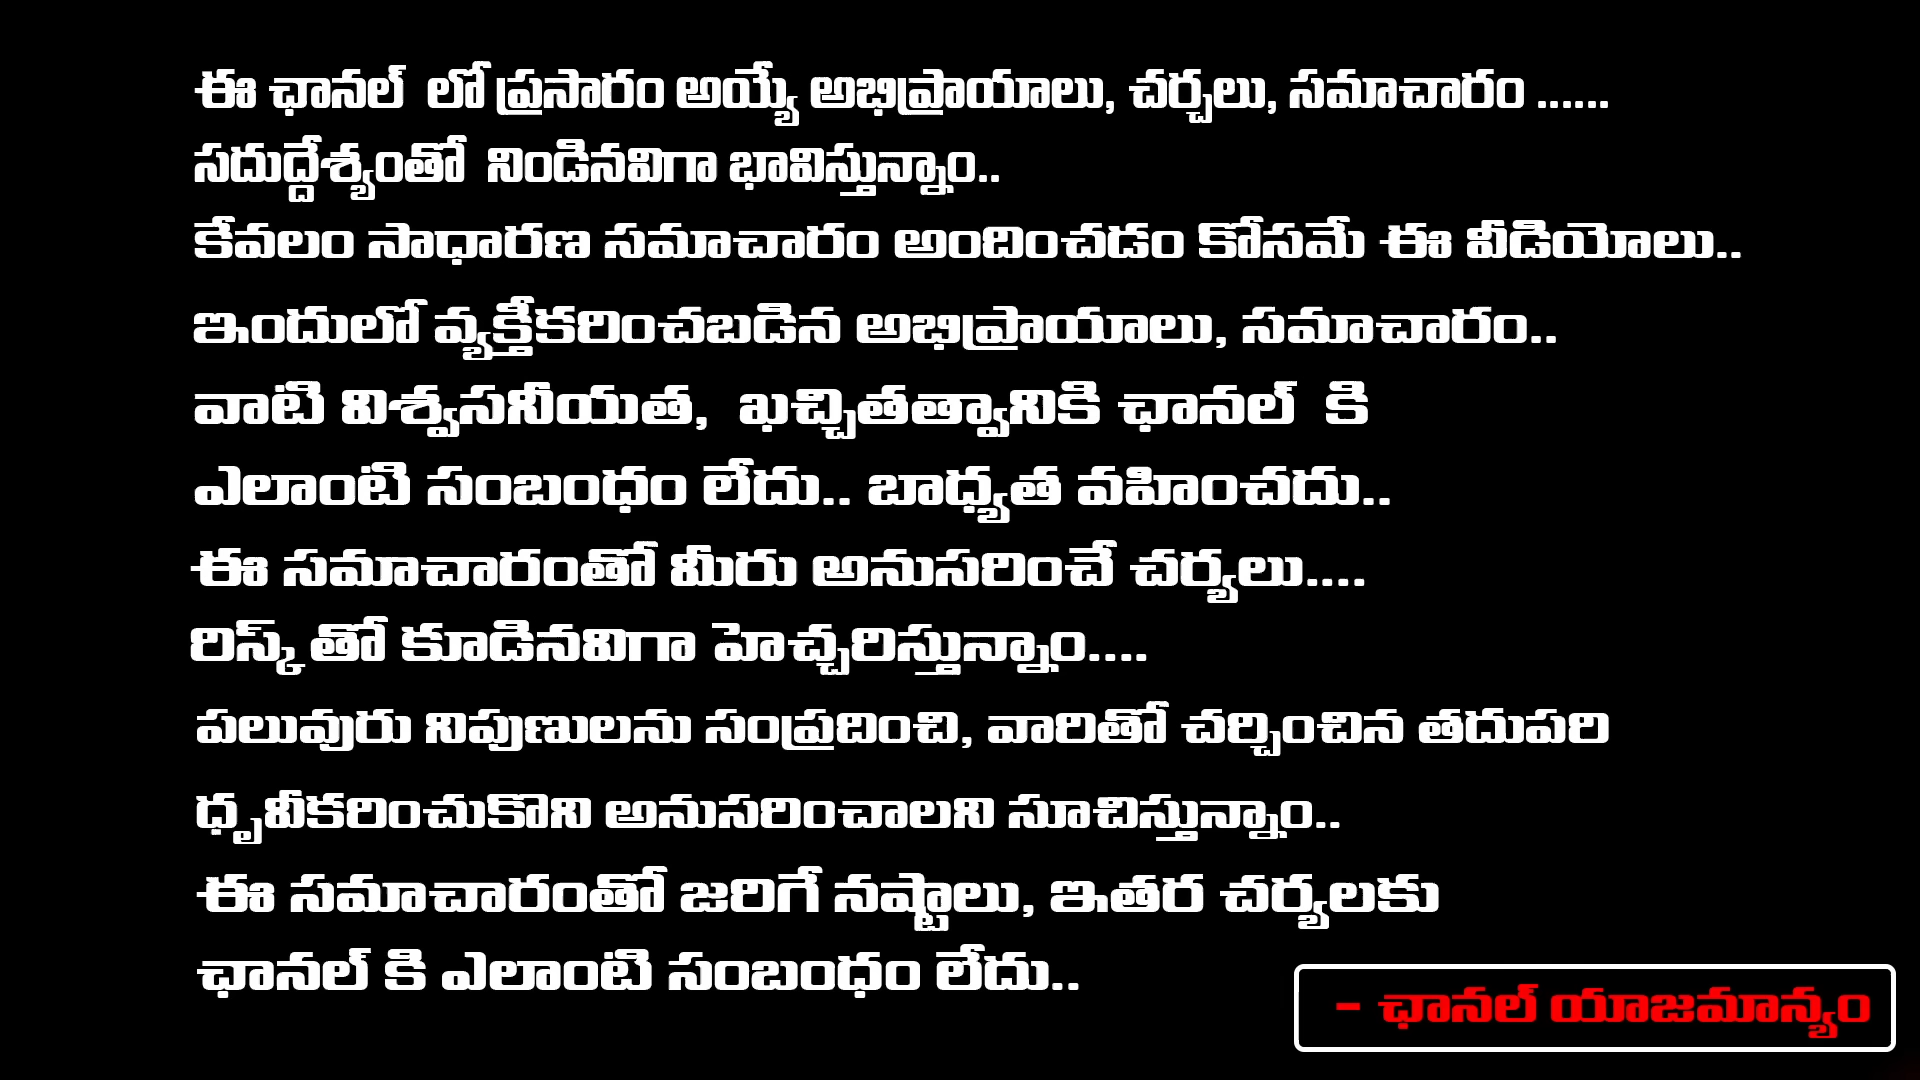 ఈ ఛానల్ లో ప్రసారం అయ్యే అభిప్రాయాలు, చర్చలు, సమాచారం ......
సదుద్దేశ్యంతో నిండినవిగా భావిస్తున్నాం..
కేవలం సాధారణ సమాచారం అందించడం కోసమే ఈ వీడియోలు..
ఇందులో వ్యక్తీకరించబడిన అభిప్రాయాలు, సమాచారం..
వాటి విశ్వసనీయత, ఖచ్చితత్వానికి ఛానల్ కి
ఎలాంటి సంబంధం లేదు.. బాధ్యత వహించదు..
ఈ సమాచారంతో మీరు అనుసరించే చర్యలు....
రిస్క్ తో కూడినవిగా హెచ్చరిస్తున్నాం....
పలువురు నిపుణులను సంప్రదించి, వారితో చర్చించిన తదుపరి
ధృవీకరించుకొని అనుసరించాలని సూచిస్తున్నాం..
ఈ సమాచారంతో జరిగే నష్టాలు, ఇతర చర్యలకు
ఛానల్ కి ఎలాంటి సంబంధం లేదు..
- ఛానల్ యాజమాన్యం